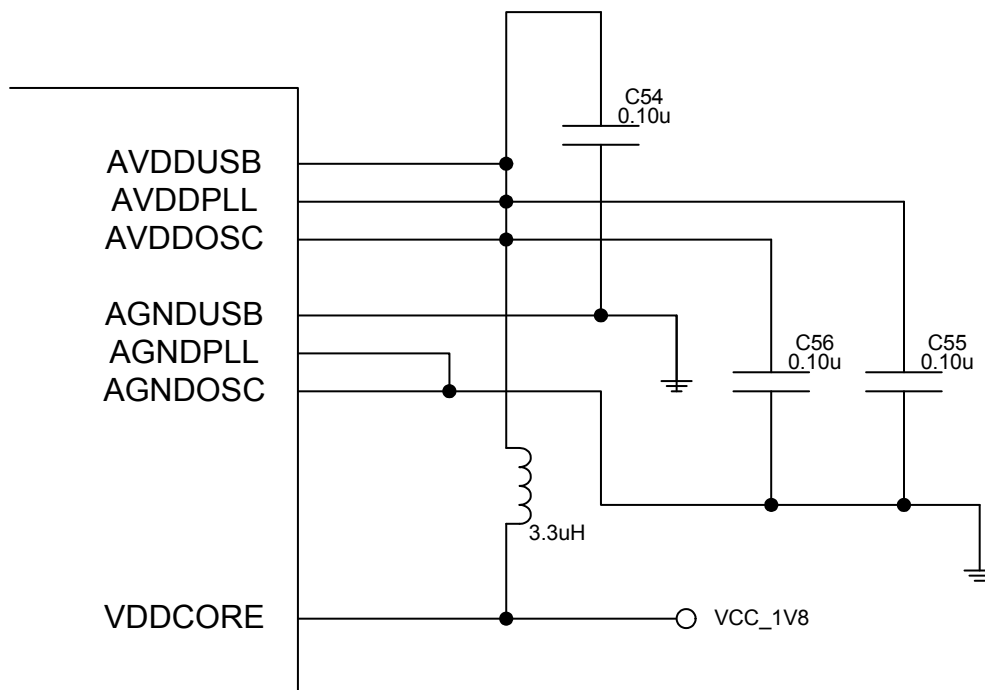 C54
0.10u
AVDDUSB
AVDDPLL
AVDDOSC
AGNDUSB
AGNDPLL
AGNDOSC
C56
0.10u
C55
0.10u
3.3uH
VDDCORE
VCC_1V8